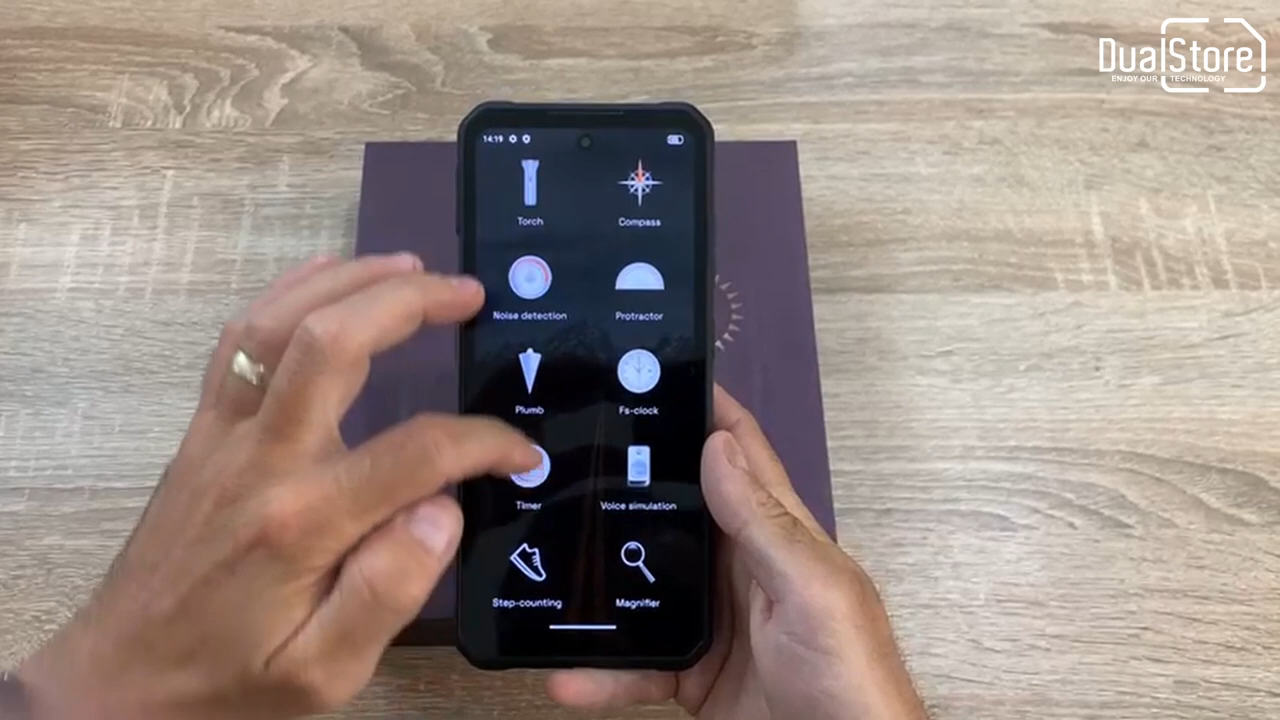 DualStore
ENJOY OUR TECHNOLOGY
14:19
Torch
Compass
Noise detection
Protractor
Plumb
Fs-clock
Timer
Voice simulation
Step-counting
Magnifier